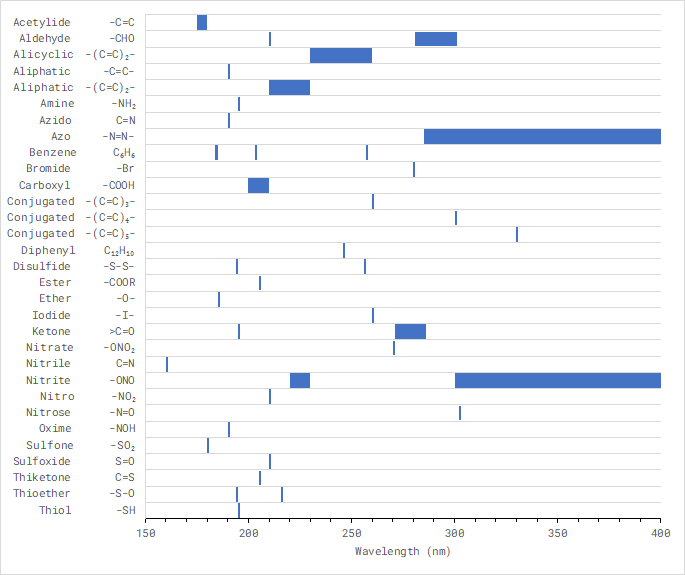 Acetylide -C=C
Aldehyde -CHO
Alicyclic -(C=C)₂-
Aliphatic -C=C-
Aliphatic -(C=C)₂-
Amine -NH₂
Azido C=N
Azo -N=N-
Benzene C₆H₆
Bromide -Br
Carboxyl -COOH
Conjugated -(C=C)₃-
Conjugated -(C=C)₄-
Conjugated -(C=C)₅-
Diphenyl C₁₂H₁₀
Disulfide -S-S-
Ester -COOR
Ether -O-
Iodide -I-
Ketone >C=O
Nitrate -ONO₂
Nitrile C=N
Nitrite -ONO
Nitro -NO₂
Nitrose -N=O
Oxime -NOH
Sulfone -SO₂
Sulfoxide S=O
Thiketone C=S
Thioether -S-O
Thiol -SH
150 200 250 300 350 400
Wavelength (nm)